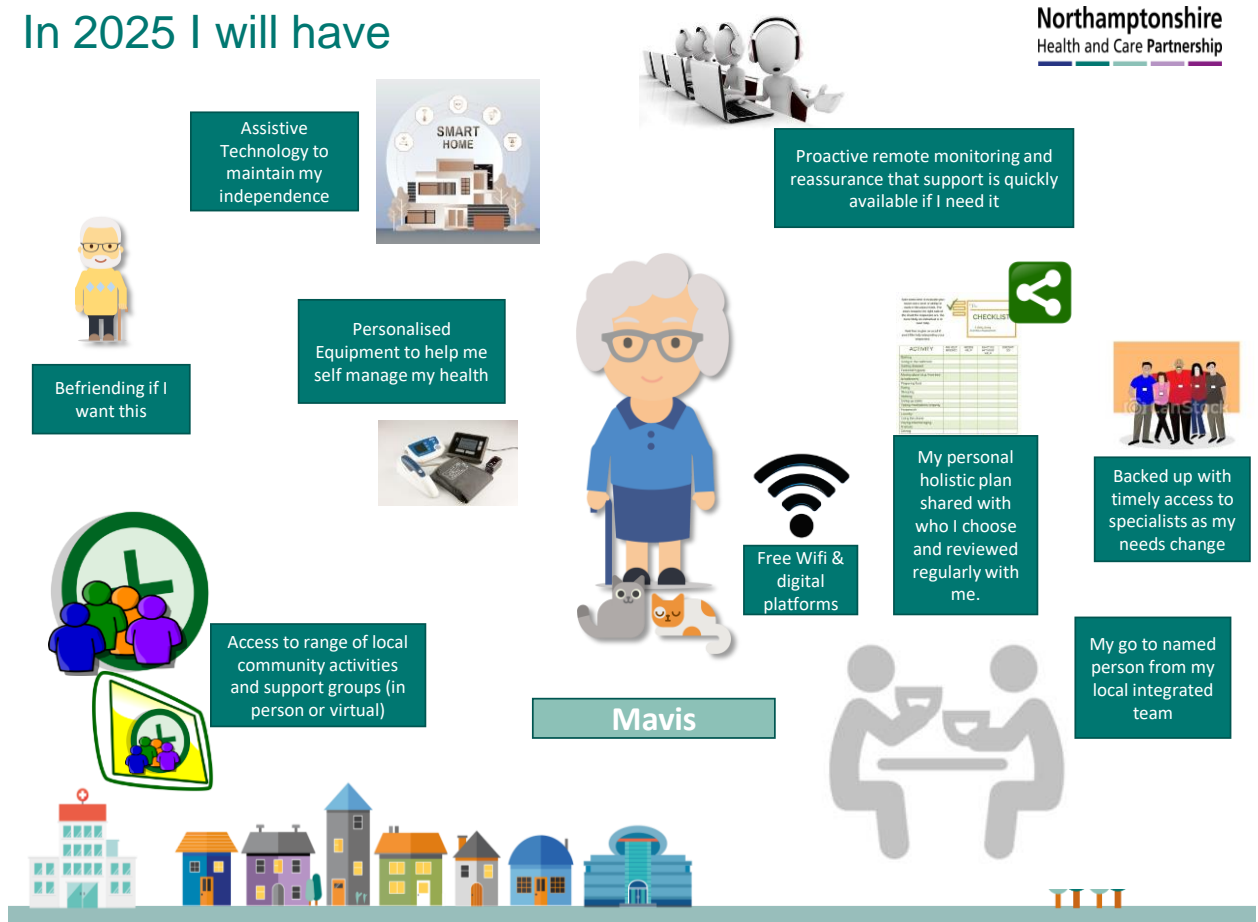 In 2025 I will have
Northamptonshire
Health and Care Partnership
Assistive
Technology to
maintain my
independence
SMART
HOME
Proactive remote monitoring and
reassurance that support is quickly
available if I need it
Befriending if I
want this
Personalised
Equipment to help me
self manage my health
CHECKLIST
ACTIVITY
Free Wifi &
digital
platforms
My personal
holistic plan
shared with
who I choose
and reviewed
regularly with
me.
Backed up with
timely access to
specialists as my
needs change
Access to range of local
community activities
and support groups (in
person or virtual)
Mavis
My go to named
person from my
local integrated
team